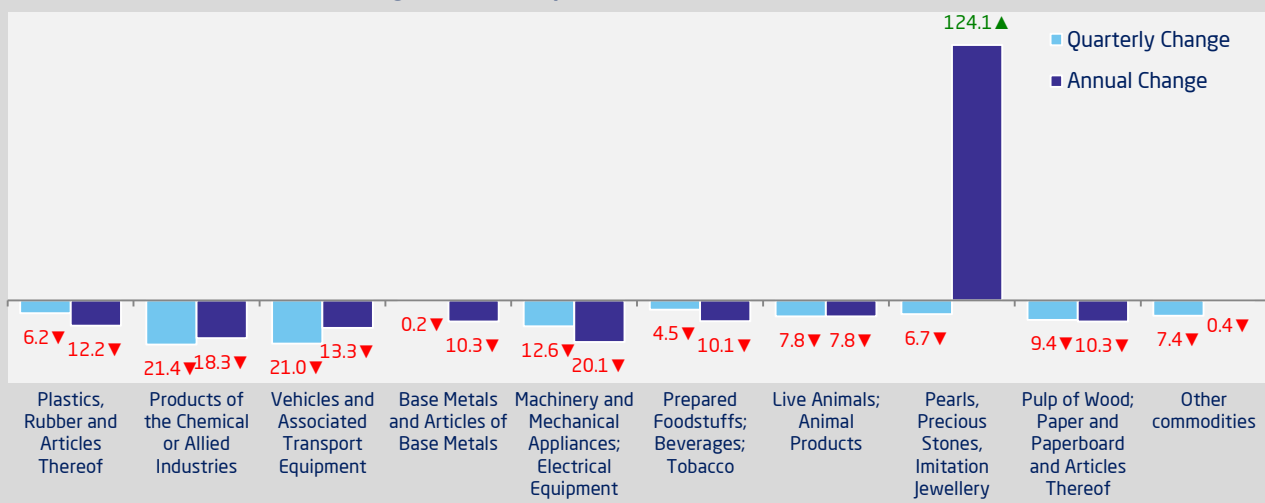 124.1▲
Quarterly Change
Annual Change
6.2▼
12.2▼
21.4▼
18.3▼
21.0▼
13.3▼
0.2▼
10.3▼
12.6▼
20.1▼
4.5▼
10.1▼
7.8▼
7.8▼
6.7▼
9.4▼
10.3▼
7.4▼
0.4▼
Plastics,
Rubber and
Articles
Thereof
Products of
the Chemical
or Allied
Industries
Vehicles and
Associated
Transport
Equipment
Base Metals
and Articles of
Base Metals
Machinery and
Mechanical
Appliances;
Electrical
Equipment
Prepared
Foodstuffs;
Beverages;
Tobacco
Live Animals;
Animal
Products
Pearls,
Precious
Stones,
Imitation
Jewellery
Pulp of Wood;
Paper and
Paperboard
and Articles
Thereof
Other
commodities